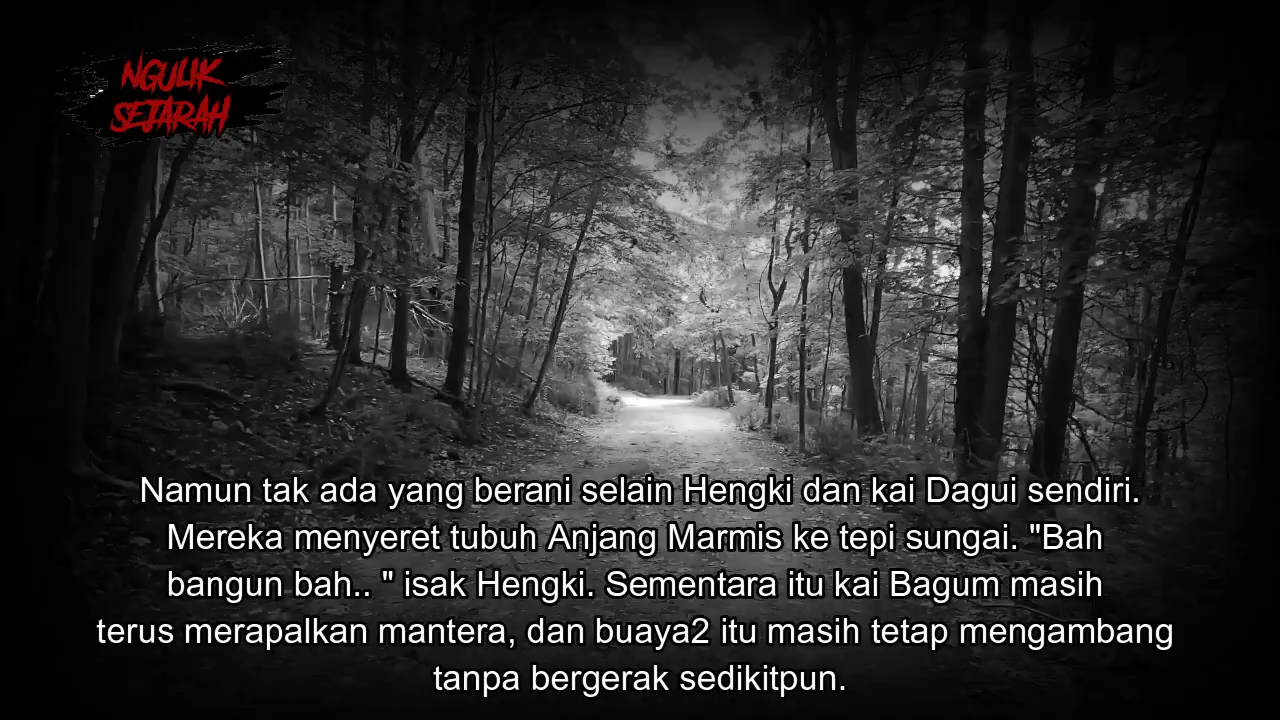 NGULIK
SEJARAH
Namun tak ada yang berani selain Hengki dan kai Dagui sendiri.
Mereka menyeret tubuh Anjang Marmis ke tepi sungai. "Bah
bangun bah.. " isak Hengki. Sementara itu kai Bagum masih
terus merapalkan mantera, dan buaya2 itu masih tetap mengambang
tanpa bergerak sedikitpun.